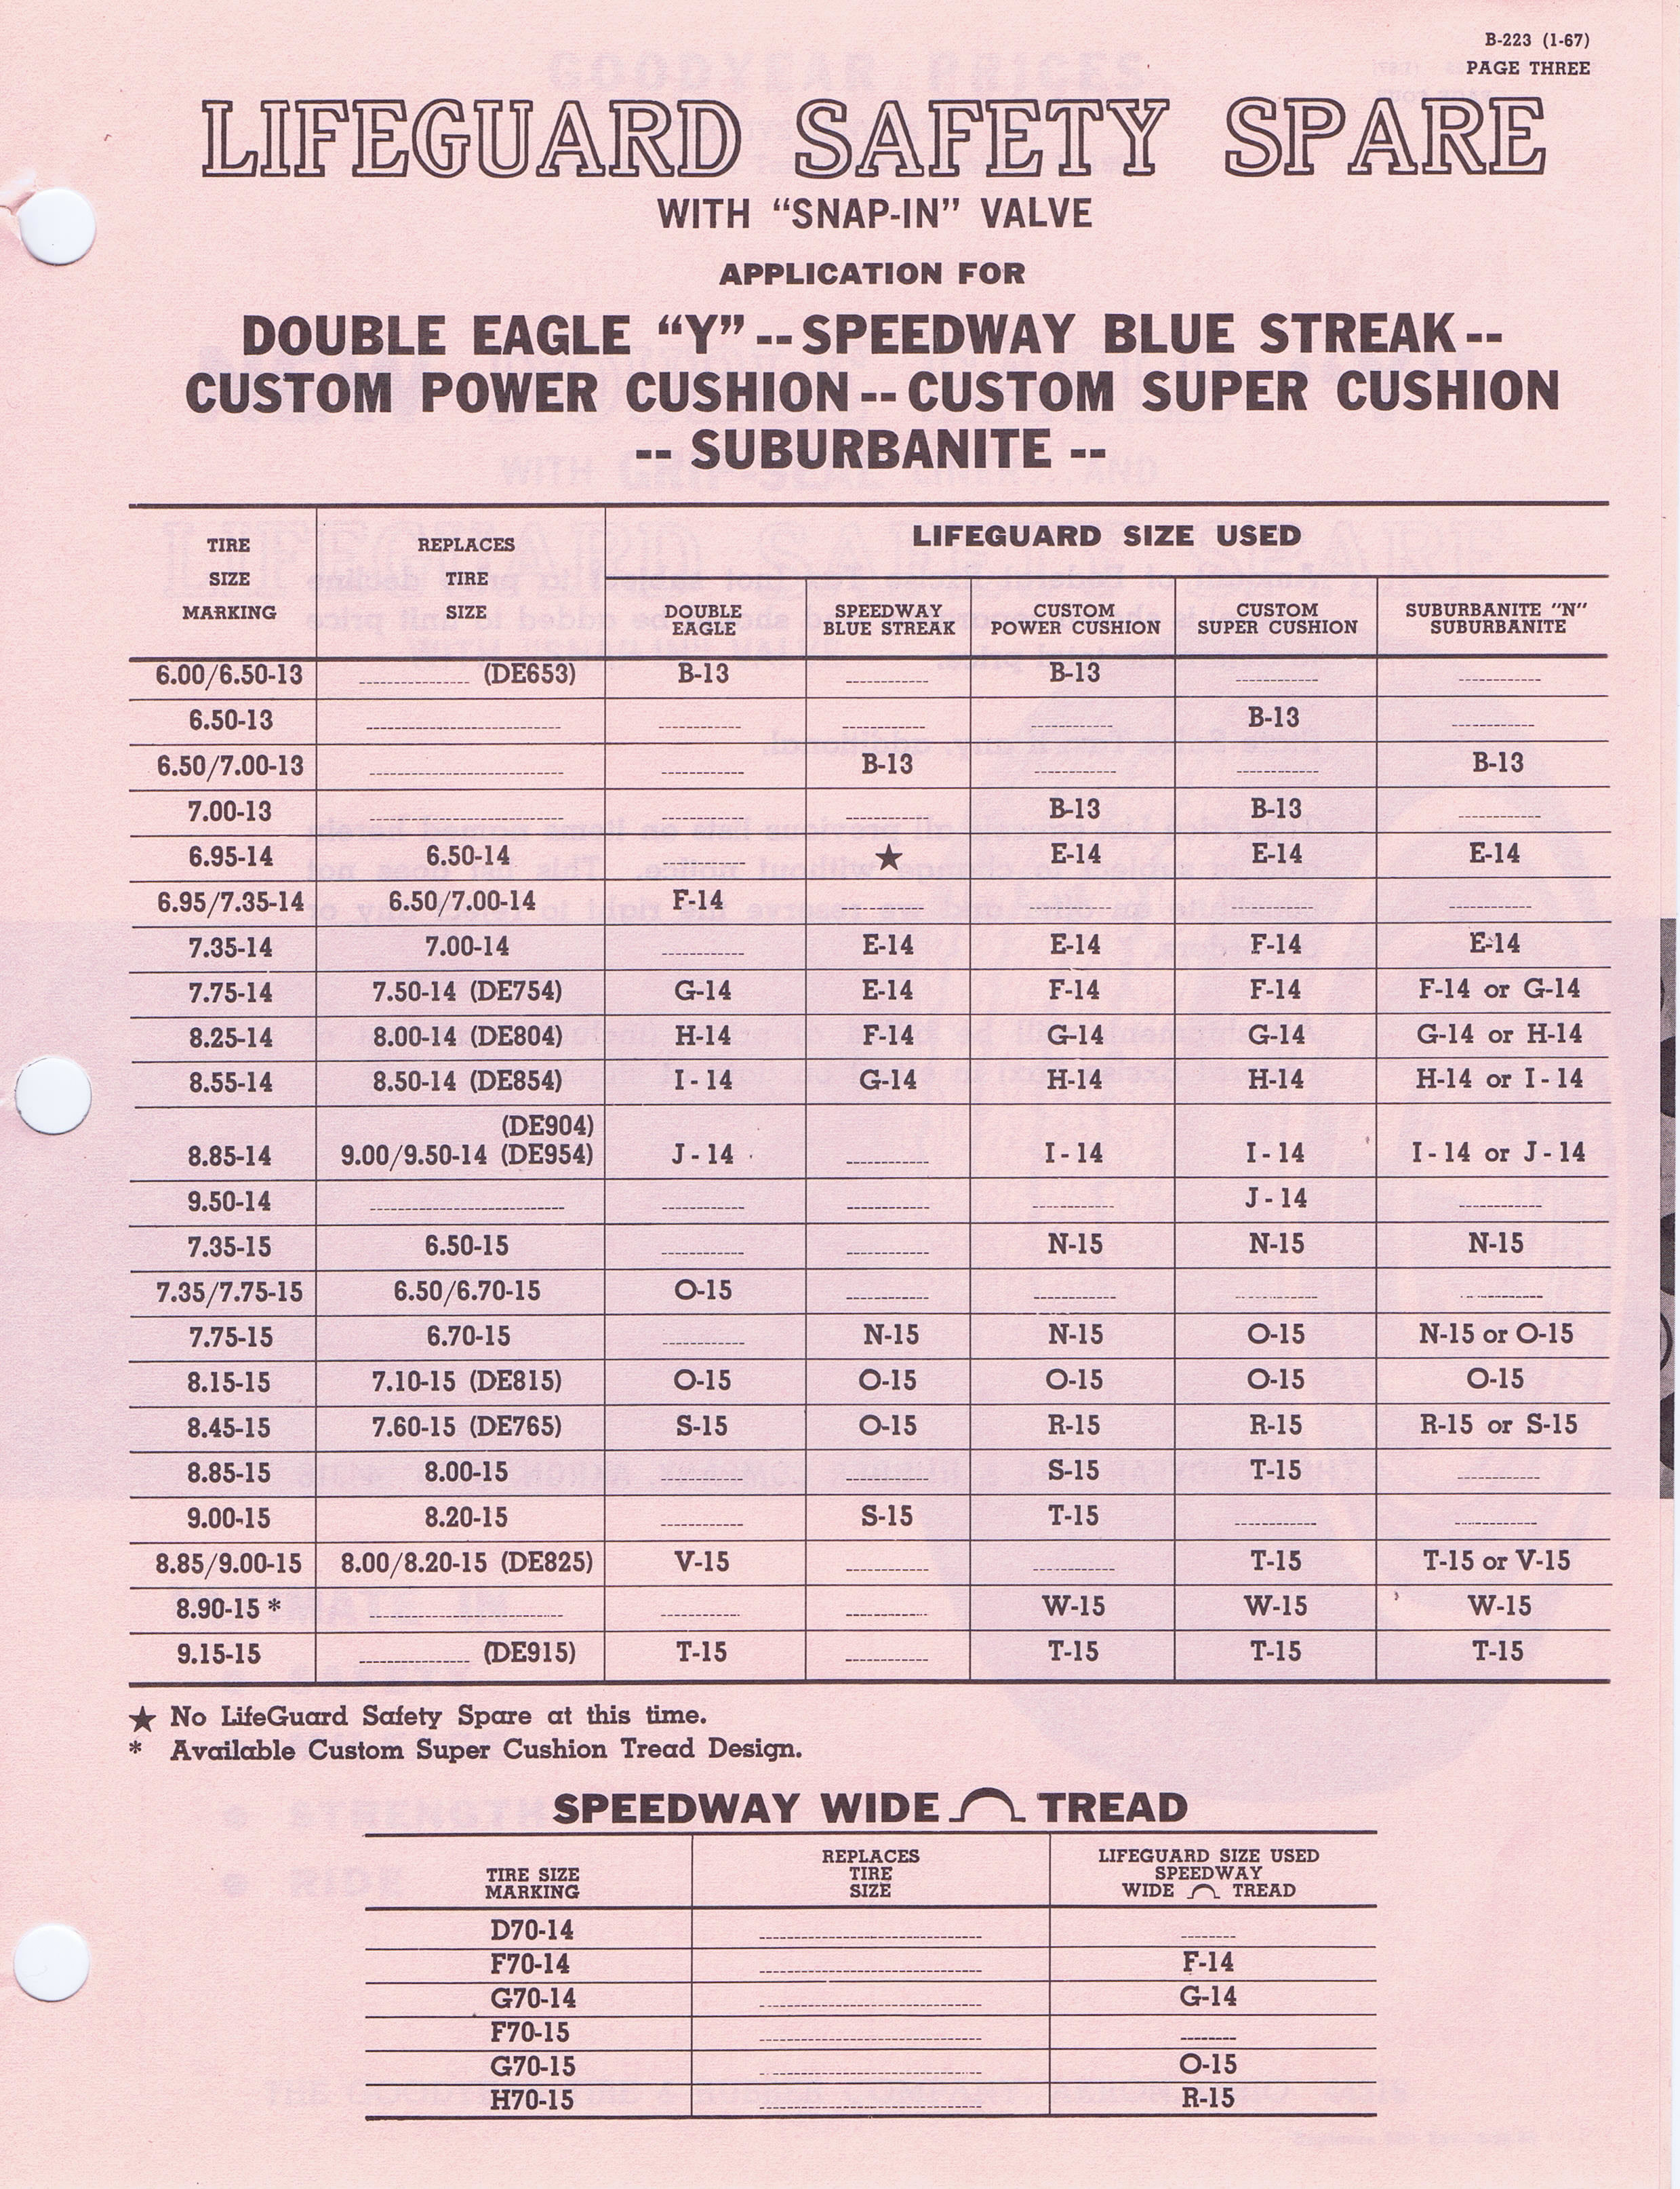 B-223 (1-67)
PAGE THREE
LIFEGUARD SAFETY SPARE
WITH “SNAP-IN” VALVE
APPLICATION FOR
DOUBLE EAGLE “Y” -- SPEEDWAY BLUE STREAK --
CUSTOM POWER CUSHION -- CUSTOM SUPER CUSHION
-- SUBURBANITE --
TIRE SIZE MARKING | REPLACES TIRE SIZE | LIFEGUARD SIZE USED
DOUBLE EAGLE | SPEEDWAY BLUE STREAK | CUSTOM POWER CUSHION | CUSTOM SUPER CUSHION | SUBURBANITE "N" SUBURBANITE
6.00/6.50-13 | ---------- (DE653) | B-13 | ---------- | B-13 | ---------- | ----------
6.50-13 | ---------- | ---------- | ---------- | ---------- | B-13 | ----------
6.50/7.00-13 | ---------- | ---------- | B-13 | ---------- | ---------- | B-13
7.00-13 | ---------- | ---------- | ---------- | B-13 | B-13 | ----------
6.95-14 | 6.50-14 | ---------- | ★ | E-14 | E-14 | E-14
6.95/7.35-14 | 6.50/7.00-14 | F-14 | ---------- | ---------- | ---------- | ----------
7.35-14 | 7.00-14 | ---------- | E-14 | E-14 | F-14 | E-14
7.75-14 | 7.50-14 (DE754) | G-14 | E-14 | F-14 | F-14 | F-14 or G-14
8.25-14 | 8.00-14 (DE804) | H-14 | F-14 | G-14 | G-14 | G-14 or H-14
8.55-14 | 8.50-14 (DE854) | I-14 | G-14 | H-14 | H-14 | H-14 or I-14
(DE904)
8.85-14 | 9.00/9.50-14 (DE954) | J-14 | ---------- | I-14 | I-14 | I-14 or J-14
9.50-14 | ---------- | ---------- | ---------- | ---------- | J-14 | ----------
7.35-15 | 6.50-15 | ---------- | ---------- | N-15 | N-15 | N-15
7.35/7.75-15 | 6.50/6.70-15 | O-15 | ---------- | ---------- | ---------- | ----------
7.75-15 | 6.70-15 | ---------- | N-15 | N-15 | O-15 | N-15 or O-15
8.15-15 | 7.10-15 (DE815) | O-15 | O-15 | O-15 | O-15 | O-15
8.45-15 | 7.60-15 (DE765) | S-15 | O-15 | R-15 | R-15 | R-15 or S-15
8.85-15 | 8.00-15 | ---------- | ---------- | S-15 | T-15 | ----------
9.00-15 | 8.20-15 | ---------- | S-15 | T-15 | ---------- | ----------
8.85/9.00-15 | 8.00/8.20-15 (DE825) | V-15 | ---------- | ---------- | T-15 | T-15 or V-15
8.90-15 * | ---------- | ---------- | ---------- | W-15 | W-15 | W-15
9.15-15 | ---------- (DE915) | T-15 | ---------- | T-15 | T-15 | T-15
★ No LifeGuard Safety Spare at this time.
* Available Custom Super Cushion Tread Design.
SPEEDWAY WIDE TREAD
TIRE SIZE MARKING | REPLACES TIRE SIZE | LIFEGUARD SIZE USED SPEEDWAY WIDE TREAD
D70-14 | ---------- | ----------
F70-14 | ---------- | F-14
G70-14 | ---------- | G-14
F70-15 | ---------- | ----------
G70-15 | ---------- | O-15
H70-15 | ---------- | R-15